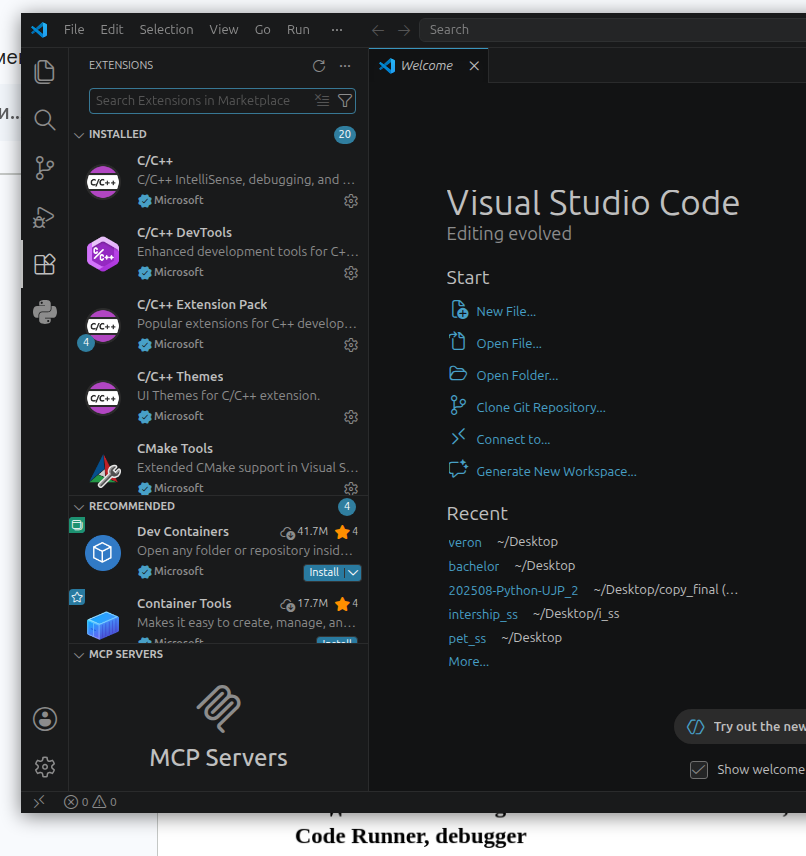 File Edit Selection View Go Run ··· Search
EXTENSIONS
Welcome
Search Extensions in Marketplace
INSTALLED 20
C/C++
C/C++ IntelliSense, debugging, and ...
Microsoft
C/C++ DevTools
Enhanced development tools for C+...
Microsoft
C/C++ Extension Pack
Popular extensions for C++ develop...
4
Microsoft
C/C++ Themes
UI Themes for C/C++ extension.
Microsoft
CMake Tools
Extended CMake support in Visual S...
Microsoft
RECOMMENDED 4
Dev Containers 41.7M 4
Open any folder or repository insid...
Microsoft Install
Container Tools 17.7M 4
Makes it easy to create, manage, an...
Microsoft Install
MCP SERVERS
MCP Servers
Visual Studio Code
Editing evolved
Start
New File...
Open File...
Open Folder...
Clone Git Repository...
Connect to...
Generate New Workspace...
Recent
veron ~/Desktop
bachelor ~/Desktop
202508-Python-UJP_2 ~/Desktop/copy_final (...
intership_ss ~/Desktop/i_ss
pet_ss ~/Desktop
More...
Try out the new
Show welcome
0 0
Code Runner, debugger